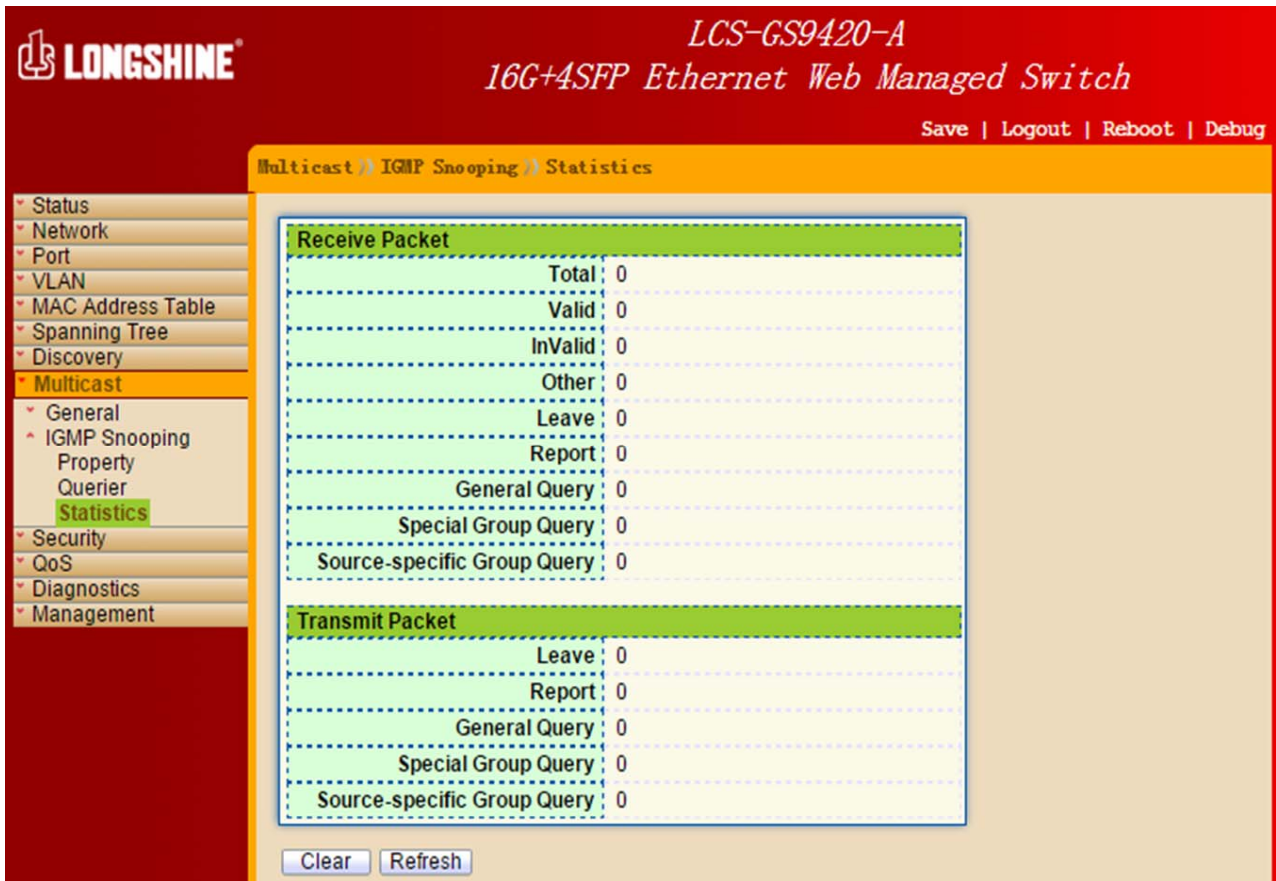 LONGSHINE®
LCS-GS9420-A
16G+4SFP Ethernet Web Managed Switch
Save | Logout | Reboot | Debug
Multicast » IGMP Snooping » Statistics
Status
Network
Port
VLAN
MAC Address Table
Spanning Tree
Discovery
Multicast
General
IGMP Snooping
Property
Querier
Statistics
Security
QoS
Diagnostics
Management
Receive Packet
Total 0
Valid 0
InValid 0
Other 0
Leave 0
Report 0
General Query 0
Special Group Query 0
Source-specific Group Query 0
Transmit Packet
Leave 0
Report 0
General Query 0
Special Group Query 0
Source-specific Group Query 0
Clear Refresh